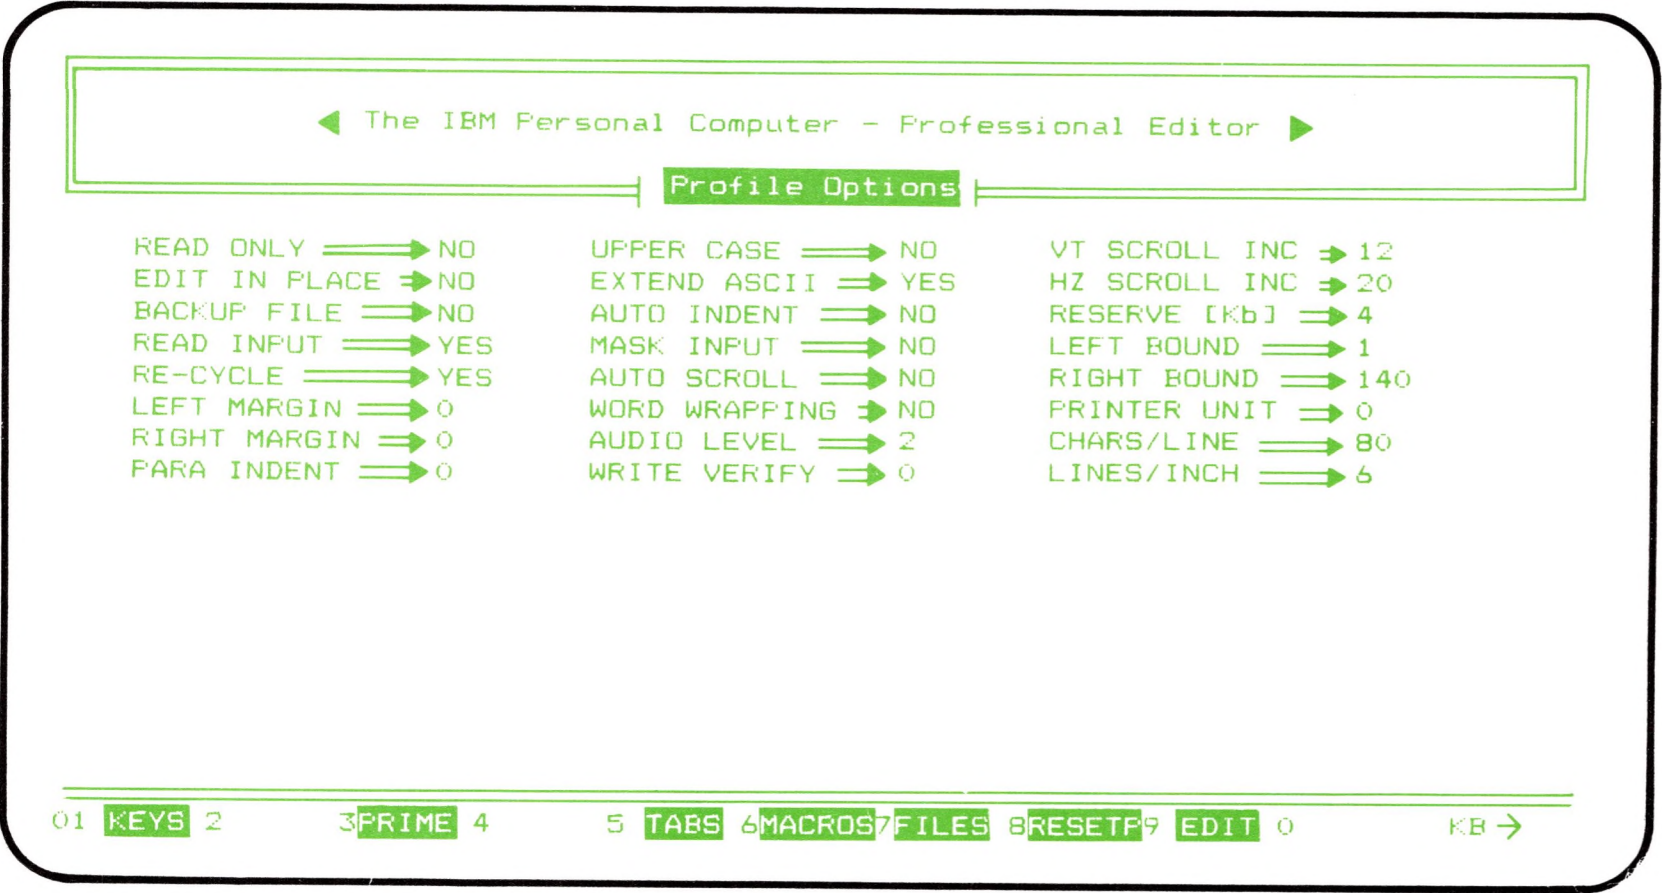 ◄ The IBM Personal Computer - Professional Editor ►
Profile Options
READ ONLY ⇒ NO UPPER CASE ⇒ NO VT SCROLL INC ⇒ 12
EDIT IN PLACE ⇒ NO EXTEND ASCII ⇒ YES HZ SCROLL INC ⇒ 20
BACKUP FILE ⇒ NO AUTO INDENT ⇒ NO RESERVE [Kb] ⇒ 4
READ INPUT ⇒ YES MASK INPUT ⇒ NO LEFT BOUND ⇒ 1
RE-CYCLE ⇒ YES AUTO SCROLL ⇒ NO RIGHT BOUND ⇒ 140
LEFT MARGIN ⇒ 0 WORD WRAPPING ⇒ NO PRINTER UNIT ⇒ 0
RIGHT MARGIN ⇒ 0 AUDIO LEVEL ⇒ 2 CHARS/LINE ⇒ 80
PARA INDENT ⇒ 0 WRITE VERIFY ⇒ 0 LINES/INCH ⇒ 6
01 KEYS 2 3PRIME 4 5 TABS 6MACROS7FILES 8RESETP9 EDIT 0 KB→